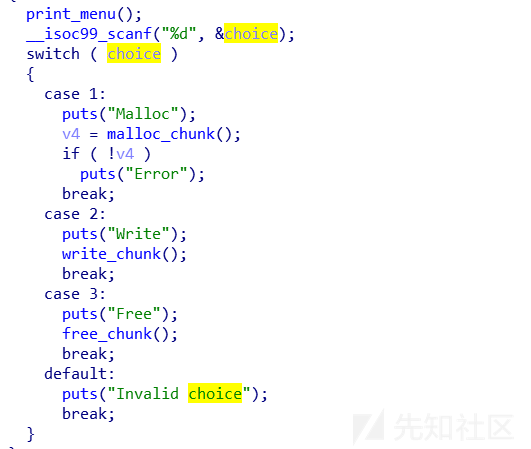 {
print_menu();
__isoc99_scanf("%d", &choice);
switch ( choice )
{
case 1:
puts("Malloc");
v4 = malloc_chunk();
if ( !v4 )
puts("Error");
break;
case 2:
puts("Write");
write_chunk();
break;
case 3:
puts("Free");
free_chunk();
break;
default:
puts("Invalid choice");
break;
}
}
先知社区